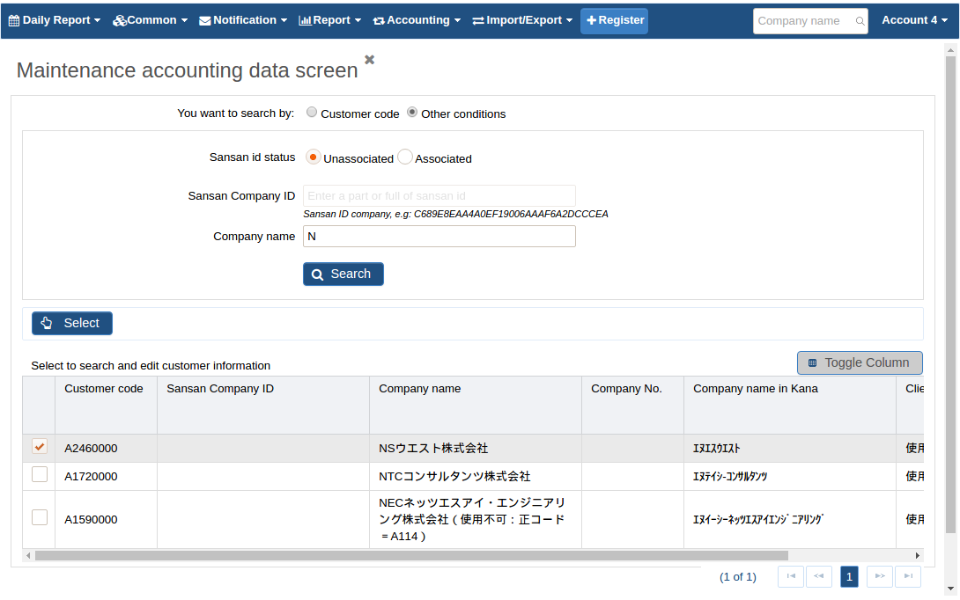 Daily Report Common Notification Report Accounting Import/Export Register Company name Account 4
Maintenance accounting data screen
You want to search by: Customer code Other conditions
Sansan id status Unassociated Associated
Sansan Company ID Enter a part or full of sansan id
Sansan ID company, e.g: C689E8EAA4A0EF19006AAAF6A2DCCCEA
Company name N
Search
Select
Select to search and edit customer information Toggle Column
Customer code Sansan Company ID Company name Company No. Company name in Kana Clie
A2460000 NSウエスト株式会社 ｴﾇｴｽｳｴｽﾄ 使用
A1720000 NTCコンサルタンツ株式会社 ｴﾇﾃｲｼｰｺﾝｻﾙﾀﾝﾂ 使用
NECネッツエスアイ・エンジニアリ
A1590000 ング株式会社（使用不可：正コード ｴﾇｲｰｼｰﾈｯﾂｴｽｱｲｴﾝｼﾞﾆｱﾘﾝｸﾞ 使用
＝A114）
(1 of 1) 1